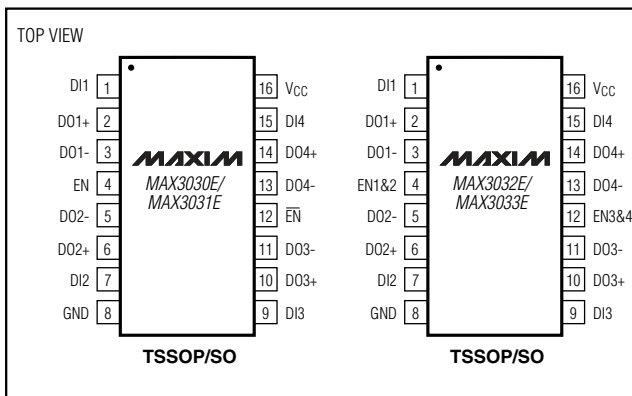 TOP VIEW
DI1 1
DO1+ 2
DO1- 3
EN 4
DO2- 5
DO2+ 6
DI2 7
GND 8
MAXIM
MAX3030E/
MAX3031E
16 VCC
15 DI4
14 DO4+
13 DO4-
12 E̅N̅
11 DO3-
10 DO3+
9 DI3
TSSOP/SO
DI1 1
DO1+ 2
DO1- 3
EN1&2 4
DO2- 5
DO2+ 6
DI2 7
GND 8
MAXIM
MAX3032E/
MAX3033E
16 VCC
15 DI4
14 DO4+
13 DO4-
12 EN3&4
11 DO3-
10 DO3+
9 DI3
TSSOP/SO